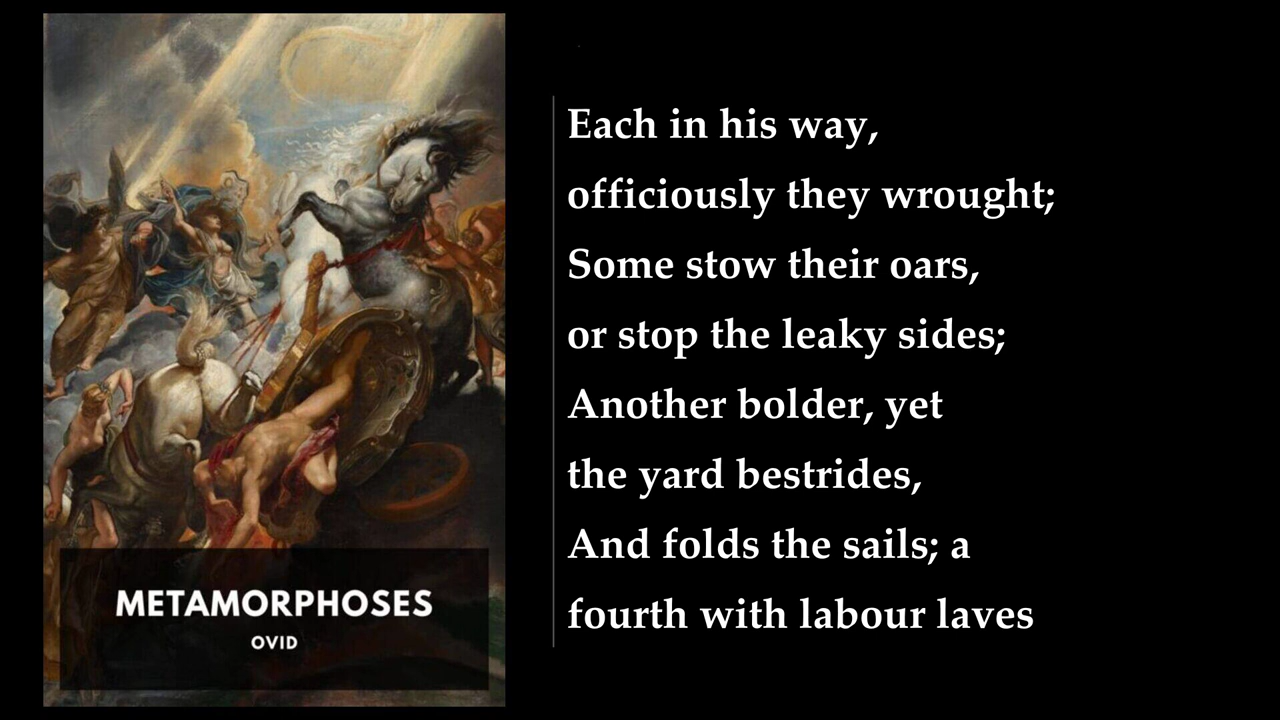 METAMORPHOSES
OVID
Each in his way,
officiously they wrought;
Some stow their oars,
or stop the leaky sides;
Another bolder, yet
the yard bestrides,
And folds the sails; a
fourth with labour laves